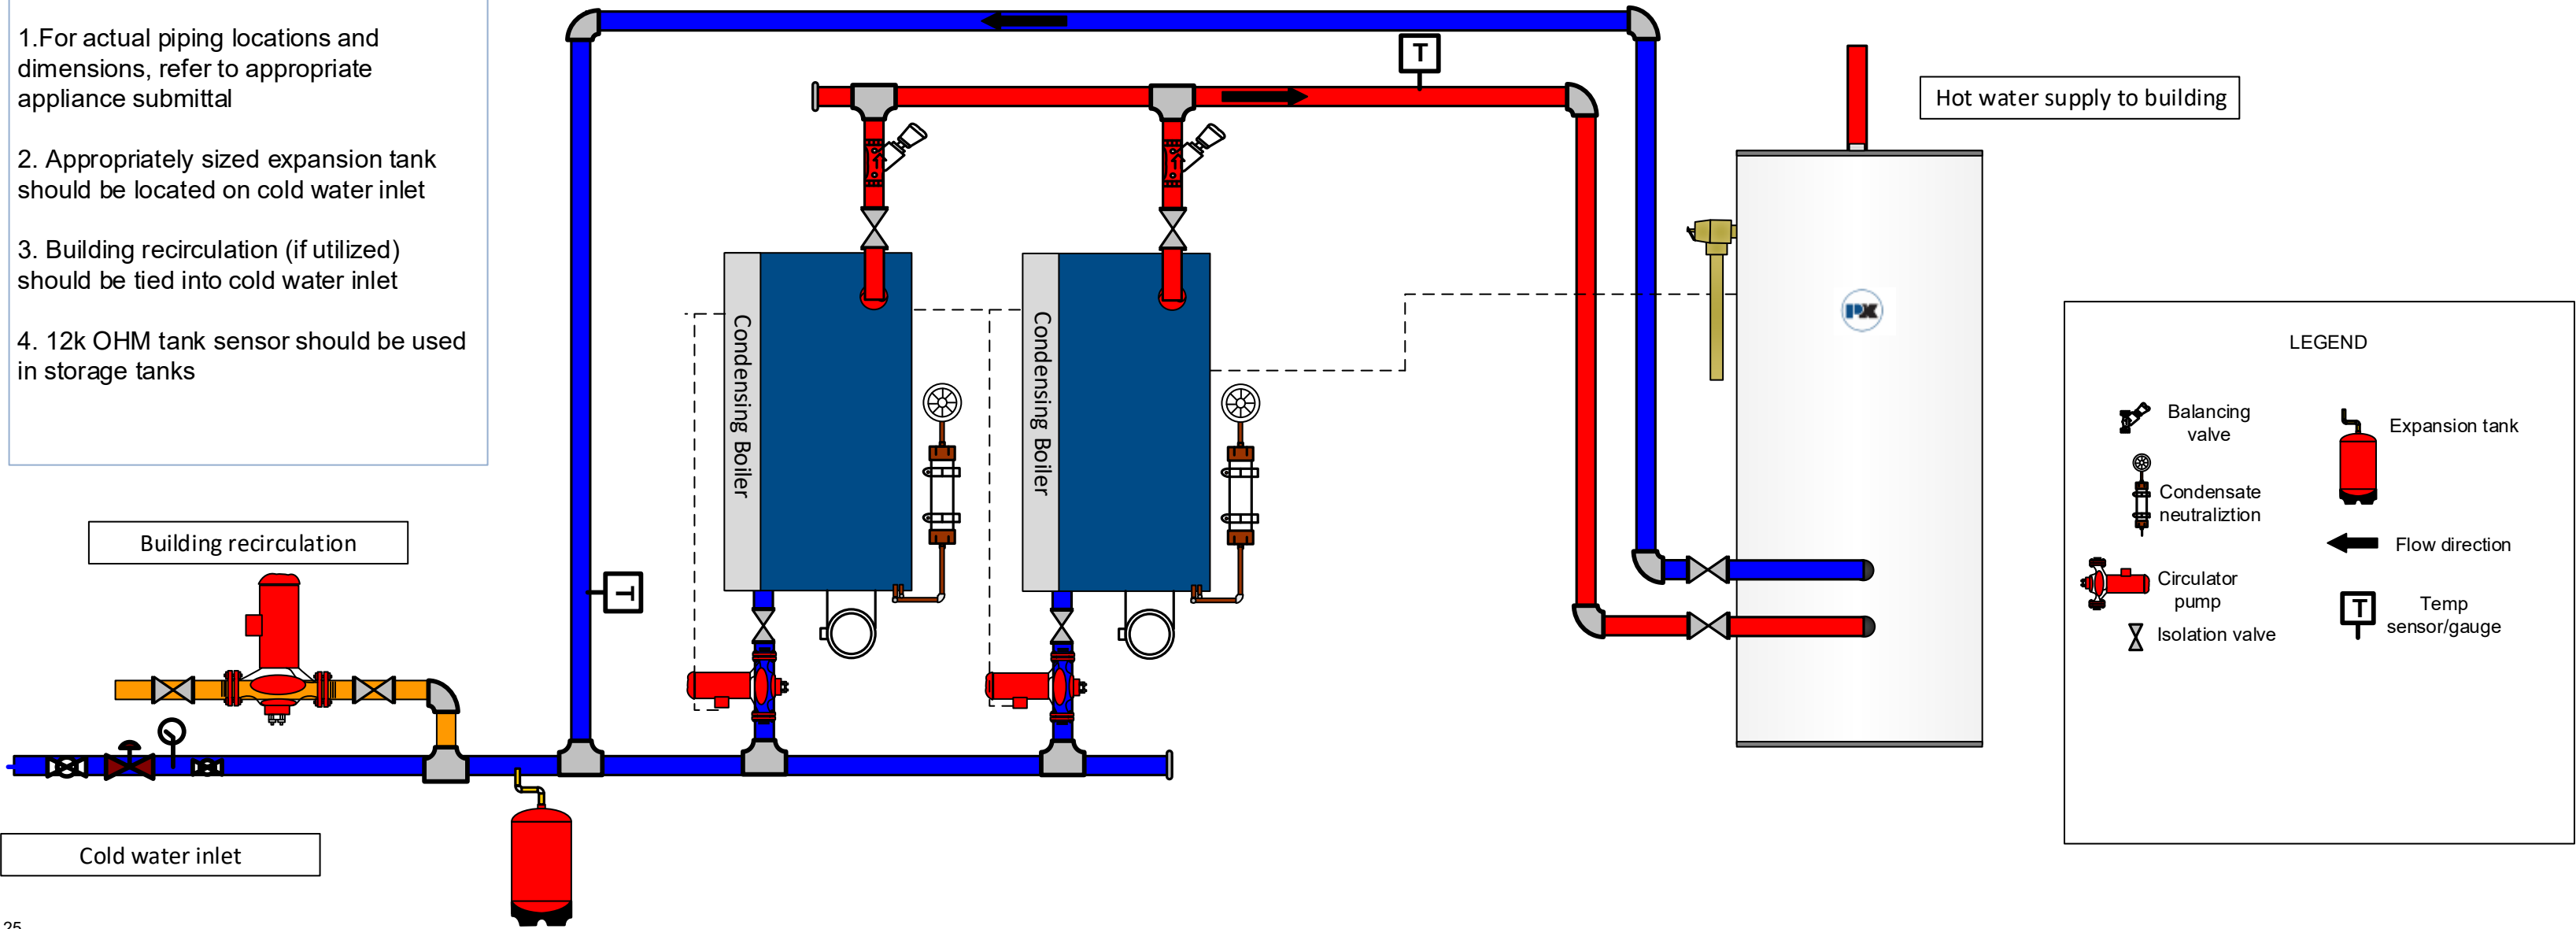 1.For actual piping locations and
dimensions, refer to appropriate
appliance submittal
2. Appropriately sized expansion tank
should be located on cold water inlet
3. Building recirculation (if utilized)
should be tied into cold water inlet
4. 12k OHM tank sensor should be used
in storage tanks
T
Hot water supply to building
Condensing Boiler
Condensing Boiler
PX
Building recirculation
T
Cold water inlet
LEGEND
Balancing
valve
Expansion tank
Condensate
neutraliztion
Flow direction
Circulator
pump
T
Temp
sensor/gauge
Isolation valve
25